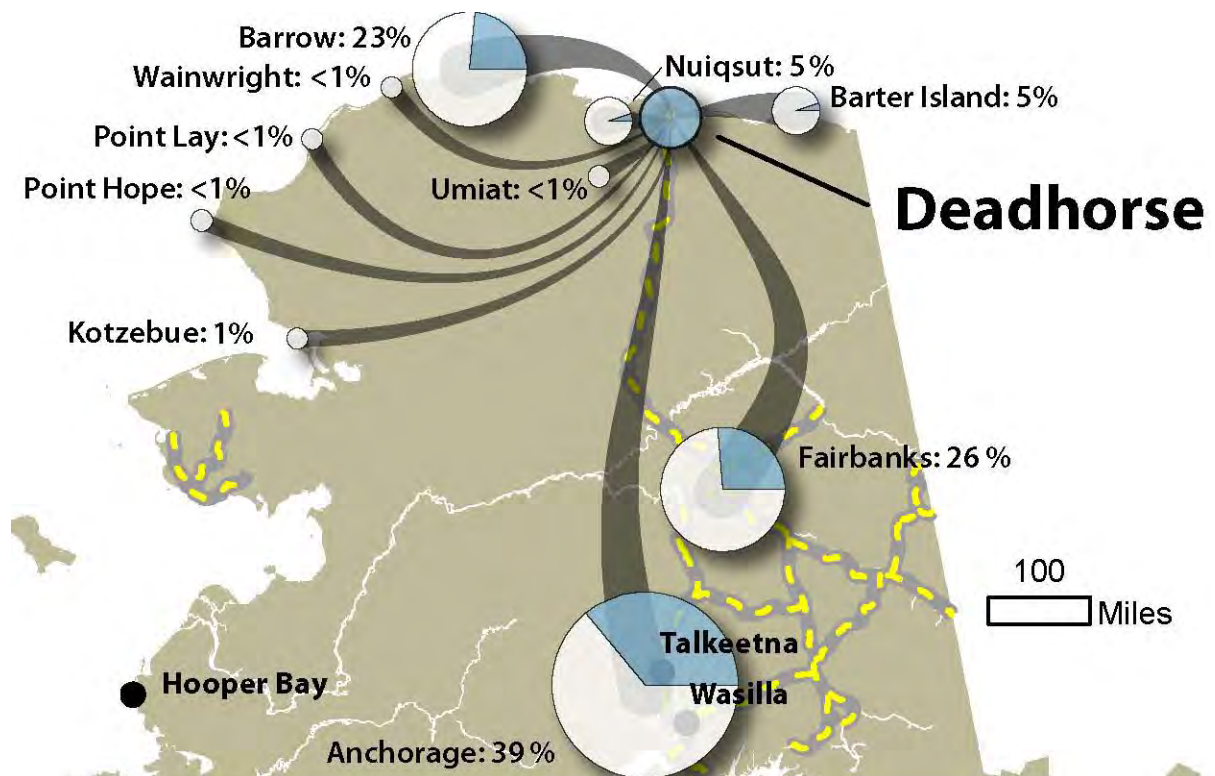 Barrow: 23%
Wainwright: <1%
Nuiqsut: 5%
Barter Island: 5%
Point Lay: <1%
Point Hope: <1%
Umiat: <1%
Deadhorse
Kotzebue: 1%
Fairbanks: 26%
100
Miles
Talkeetna
Hooper Bay
Wasilla
Anchorage: 39%